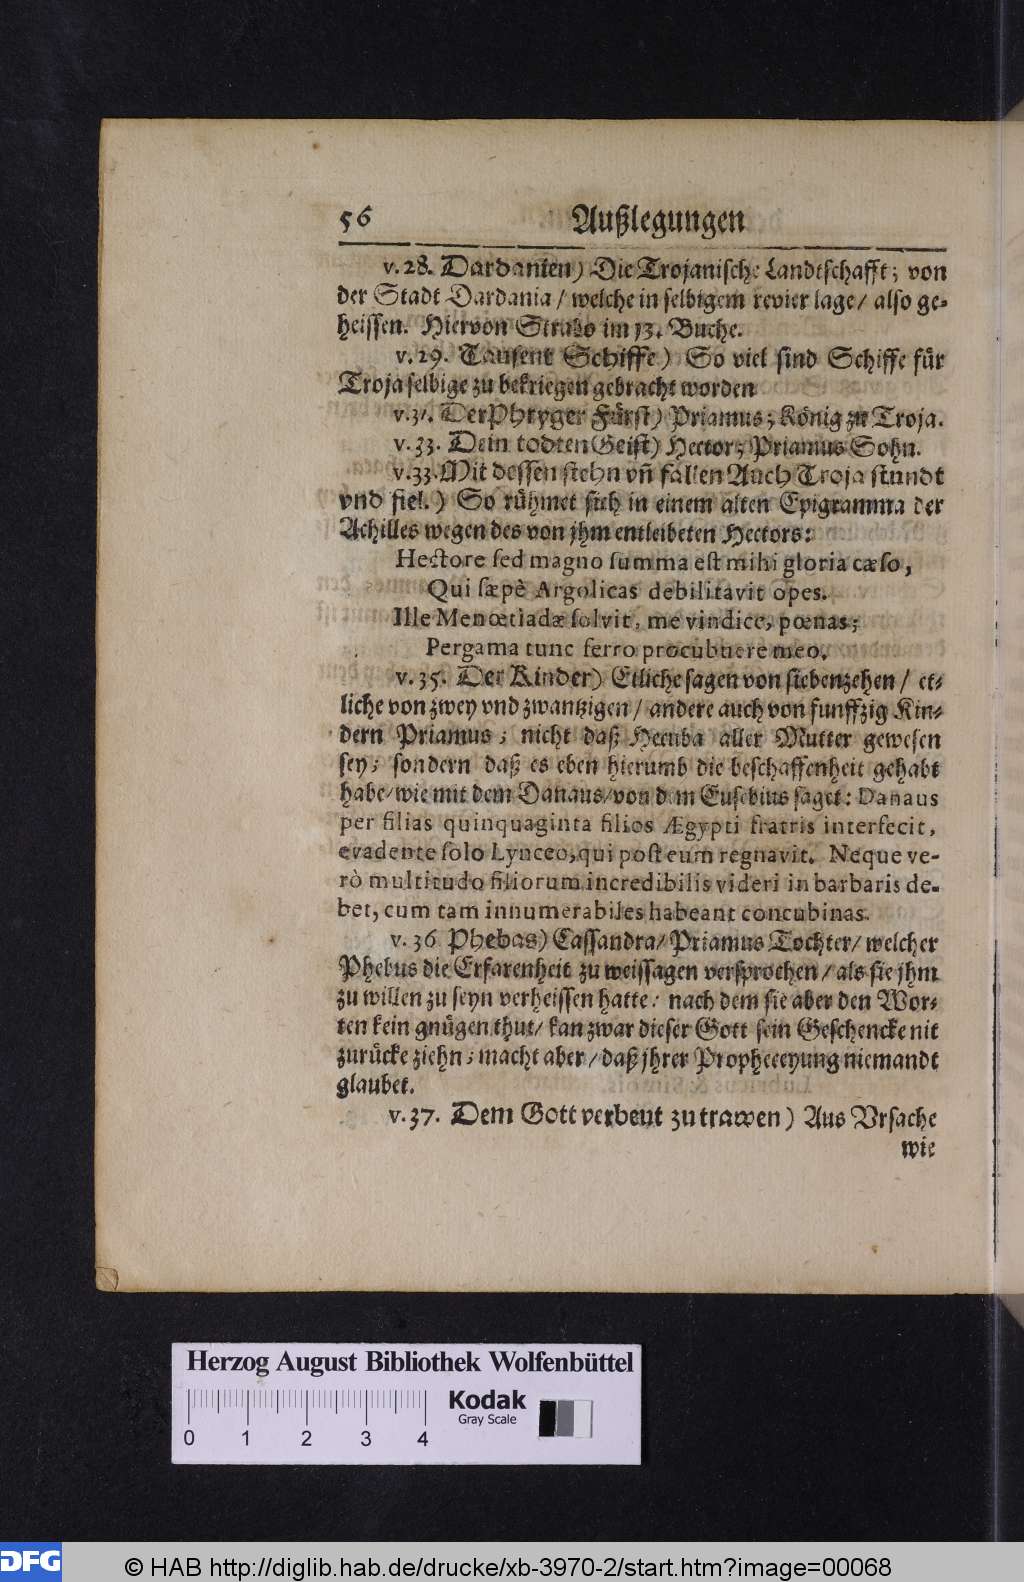 56 Außlegungen
v. 28. Dardanien) Die Trojanische Landtschafft; von
der Stadt Dardania / welche in selbigem revier lage / also ge-
heissen. Hiervon Strabo im 13. Buche.
v. 29. Tausent Schiffe) So viel sind Schiffe für
Troja selbige zu bekriegen gebracht worden
v. 31. Der Phryger Fürst) Priamus; König zu Troja.
v. 33. Dein todten Geist) Hector; Priamus Sohn.
v. 33. Mit dessen stehn vñ fallen Auch Troja stundt
vnd fiel.) So rühmet sich in einem alten Epigramma der
Achilles wegen des von jhm entleibeten Hectors:
Hectore sed magno summa est mihi gloria cæso,
Qui sæpè Argolicas debilitavit opes.
Ille Menœtiadæ solvit, me vindice, pœnas;
Pergama tunc ferro procubuere meo.
v. 35. Der Kinder) Etliche sagen von siebenzehen / et-
liche von zwey vnd zwantzigen / andere auch von funffzig Kin-
dern Priamus; nicht daß Hecuba aller Mutter gewesen
sey; sondern daß es eben hierumb die beschaffenheit gehabt
habe / wie mit dem Danaus / von dem Eusebius saget: Danaus
per filias quinquaginta filios Ægypti fratris interfecit,
evadente solo Lynceo, qui post eum regnavit. Neque ve-
rò multitudo filiorum incredibilis videri in barbaris de-
bet, cum tam innumerabiles habeant concubinas.
v. 36 Phebas) Cassandra / Priamus Tochter / welcher
Phebus die Erfarenheit zu weissagen versprochen / als sie jhm
zu willen zu seyn verheissen hatte: nach dem sie aber den Wor-
ten kein gnügen thut / kan zwar dieser Gott sein Geschencke nit
zurücke ziehn; macht aber / daß jhrer Propheceyung niemandt
glaubet.
v. 37. Dem Gott verbeut zu trawen) Aus Vrsache
wie
Herzog August Bibliothek Wolfenbüttel
0 1 2 3 4
Kodak
Gray Scale
DFG © HAB http://diglib.hab.de/drucke/xb-3970-2/start.htm?image=00068